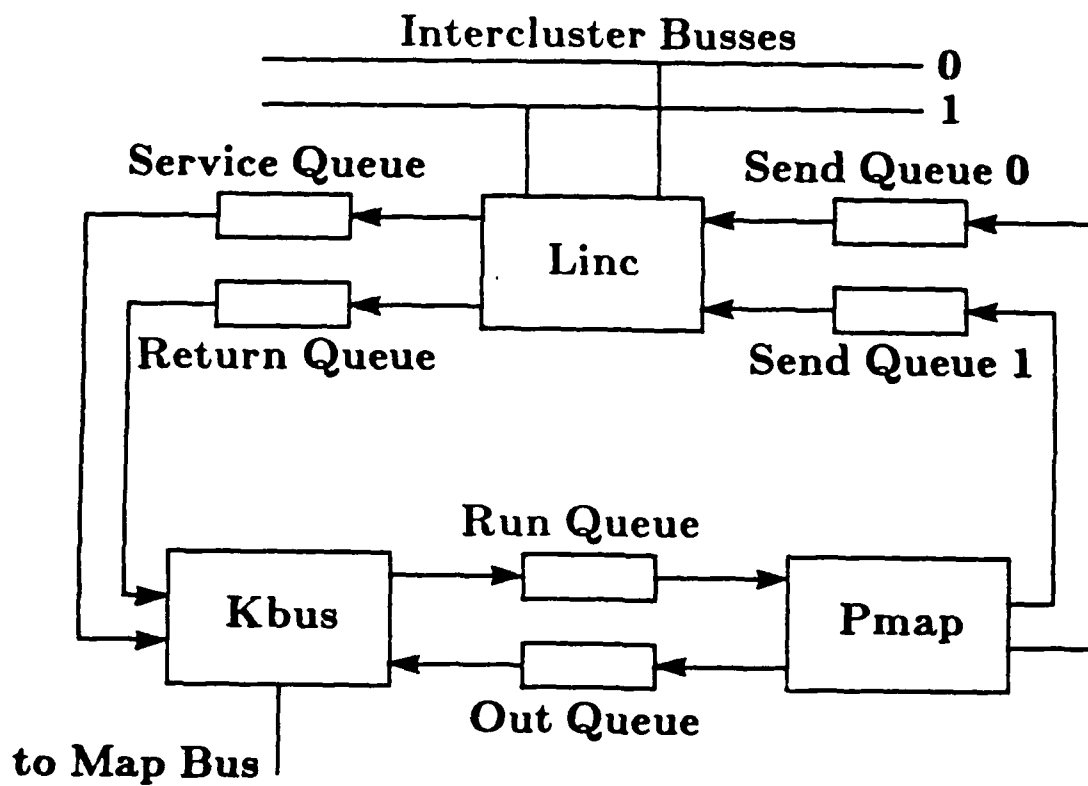 Intercluster Busses
0
1
Service Queue
Send Queue 0
Linc
Return Queue
Send Queue 1
Run Queue
Kbus
Pmap
Out Queue
to Map Bus